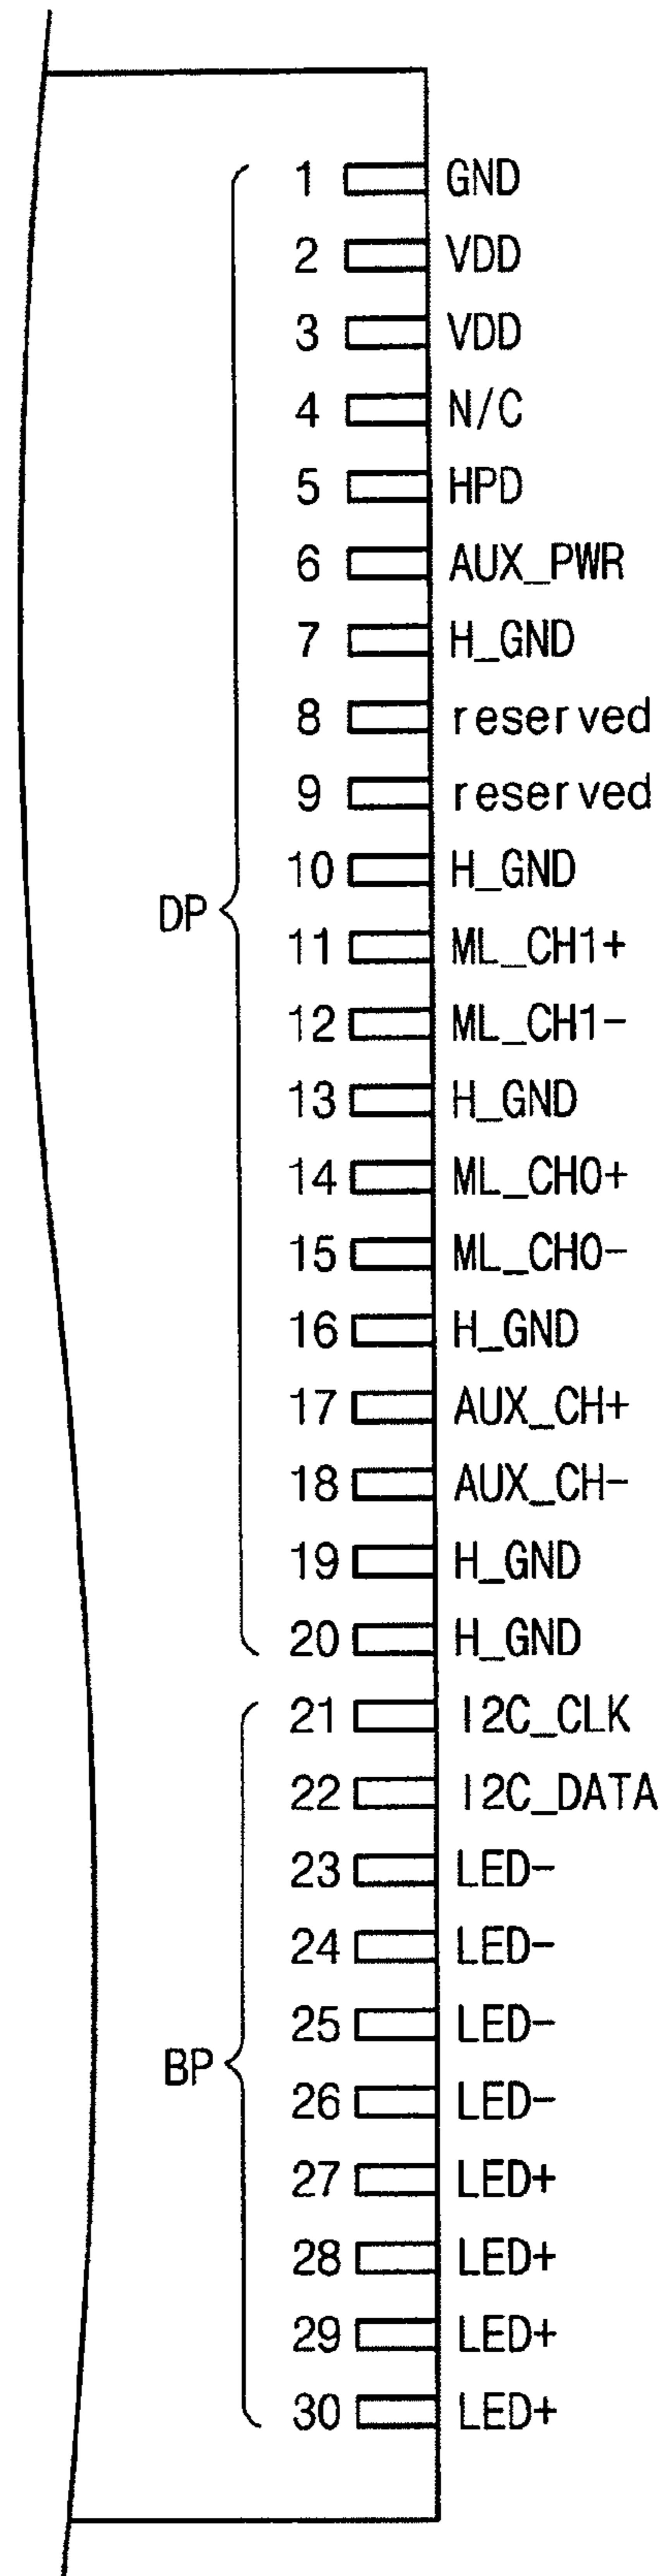 1 GND
2 VDD
3 VDD
4 N/C
5 HPD
6 AUX_PWR
7 H_GND
8 reserved
9 reserved
10 H_GND
DP
11 ML_CH1+
12 ML_CH1-
13 H_GND
14 ML_CH0+
15 ML_CH0-
16 H_GND
17 AUX_CH+
18 AUX_CH-
19 H_GND
20 H_GND
21 I2C_CLK
22 I2C_DATA
23 LED-
24 LED-
25 LED-
BP
26 LED-
27 LED+
28 LED+
29 LED+
30 LED+